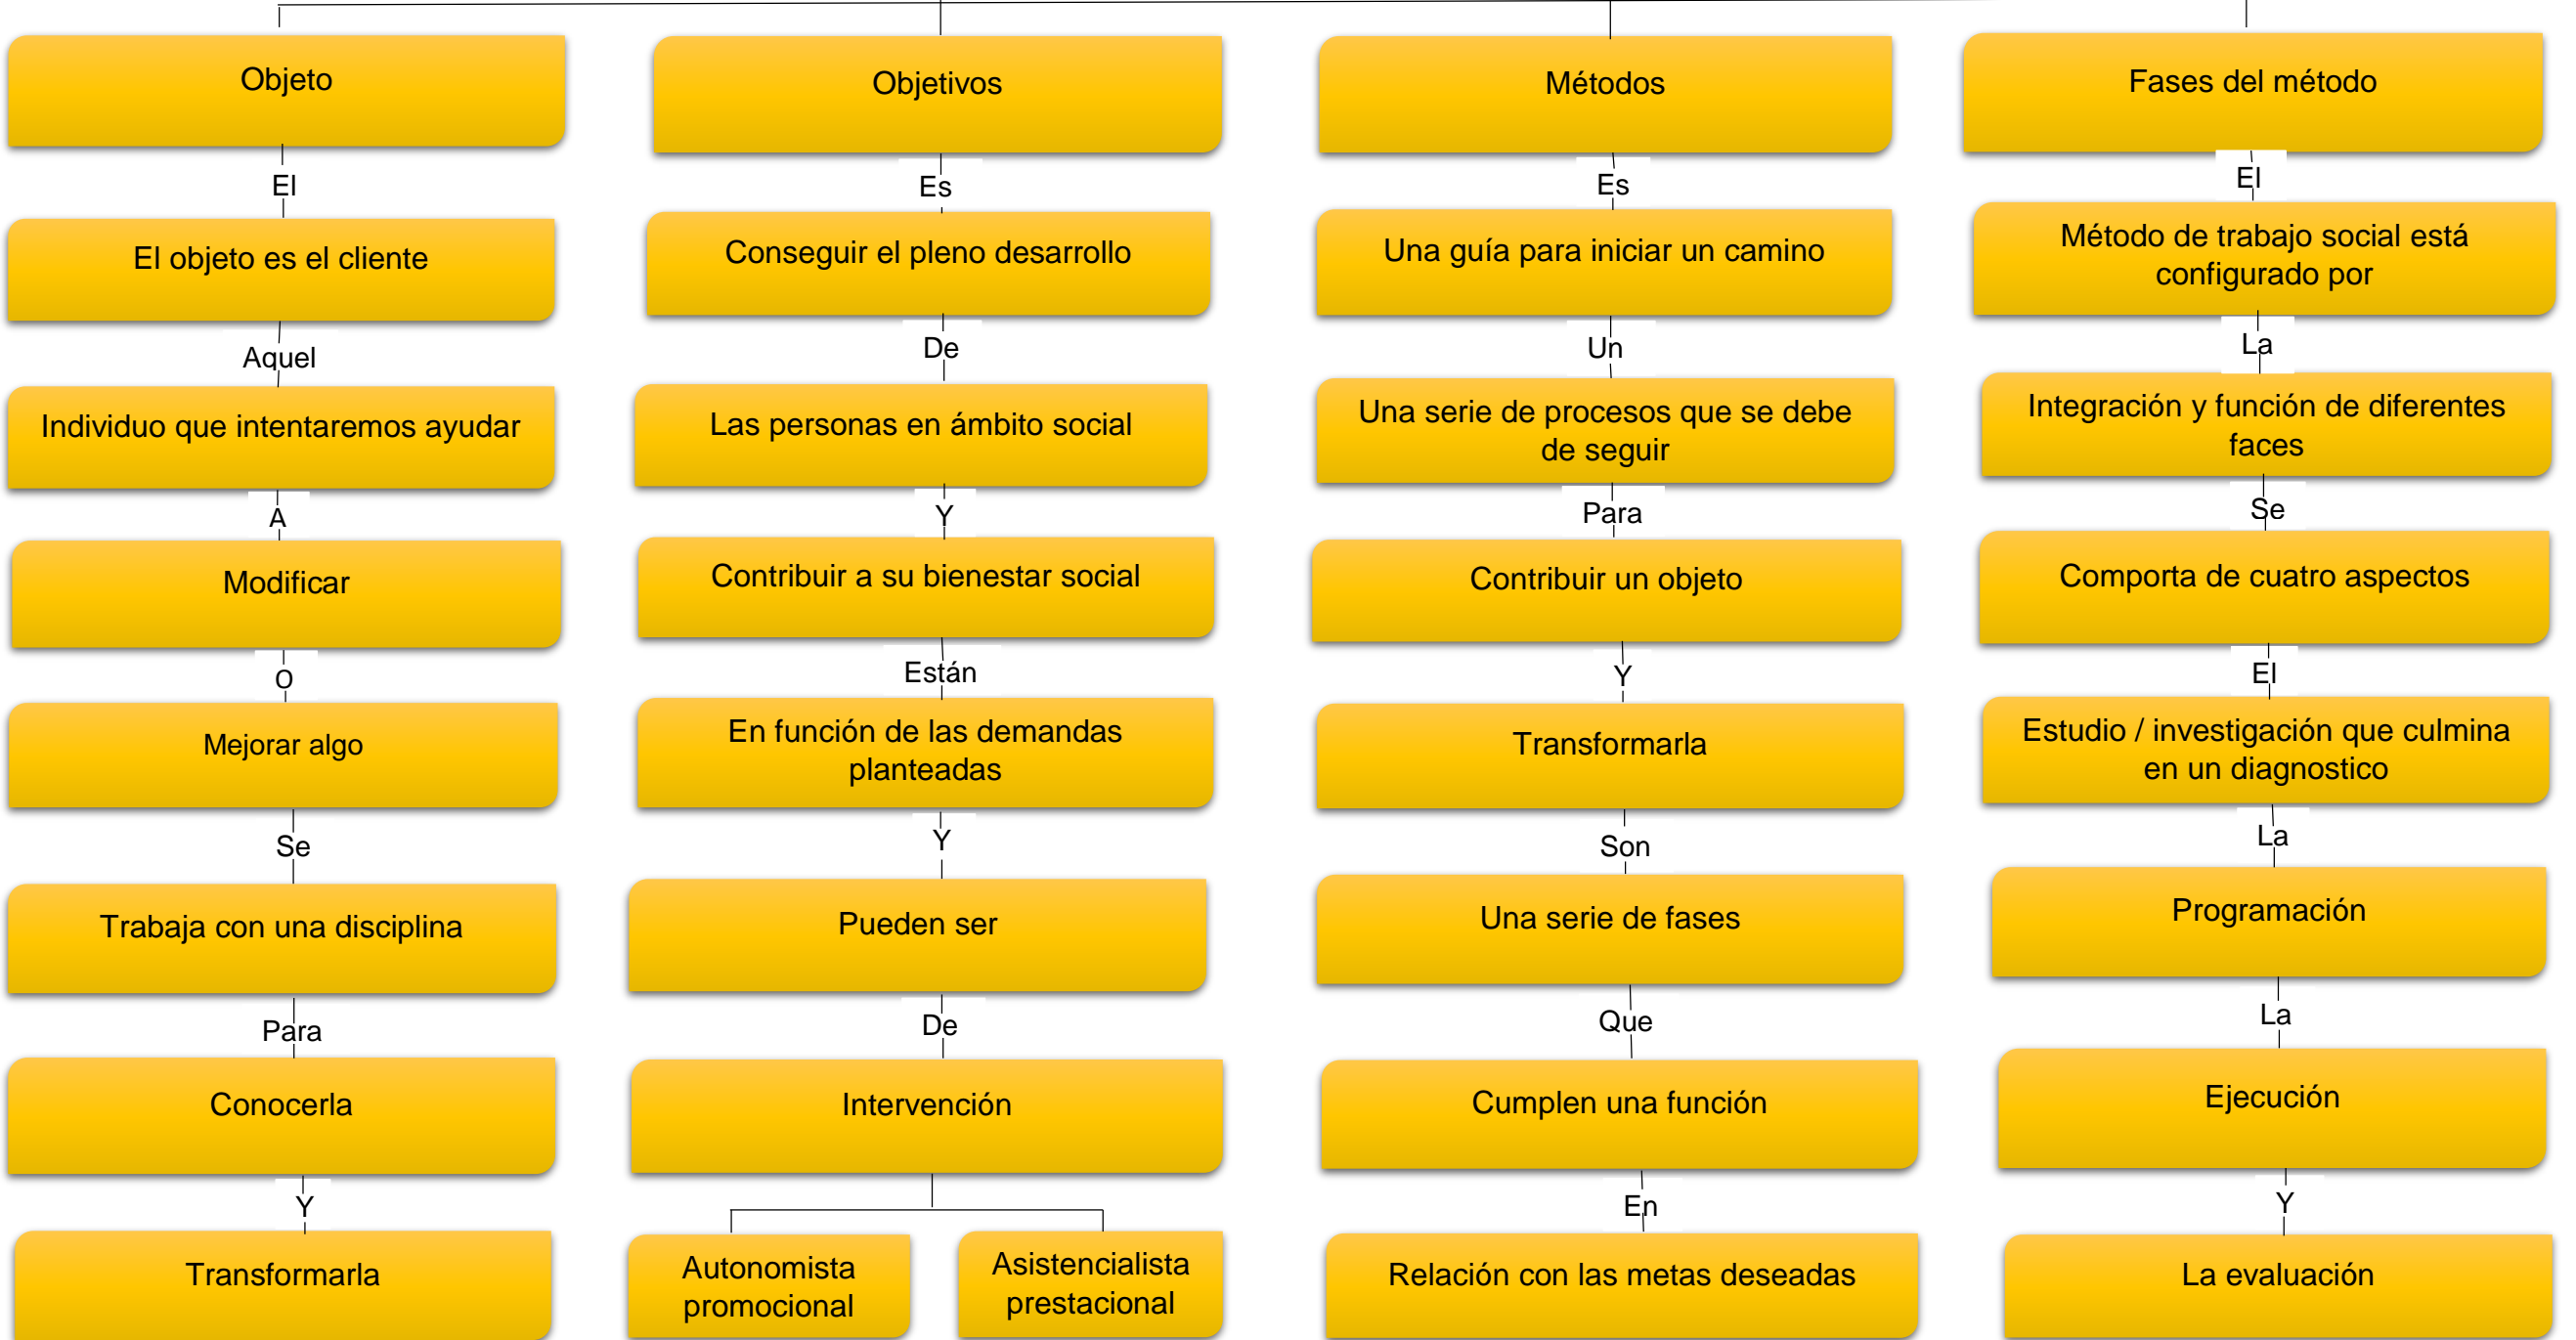 Objeto
El
El objeto es el cliente
Aquel
Individuo que intentaremos ayudar
A
Modificar
O
Mejorar algo
Se
Trabaja con una disciplina
Para
Conocerla
Y
Transformarla
Objetivos
Es
Conseguir el pleno desarrollo
De
Las personas en ámbito social
Y
Contribuir a su bienestar social
Están
En función de las demandas
planteadas
Y
Pueden ser
De
Intervención
Autonomista
promocional
Asistencialista
prestacional
Métodos
Es
Una guía para iniciar un camino
Un
Una serie de procesos que se debe
de seguir
Para
Contribuir un objeto
Y
Transformarla
Son
Una serie de fases
Que
Cumplen una función
En
Relación con las metas deseadas
Fases del método
El
Método de trabajo social está
configurado por
La
Integración y función de diferentes
faces
Se
Comporta de cuatro aspectos
El
Estudio / investigación que culmina
en un diagnostico
La
Programación
La
Ejecución
Y
La evaluación